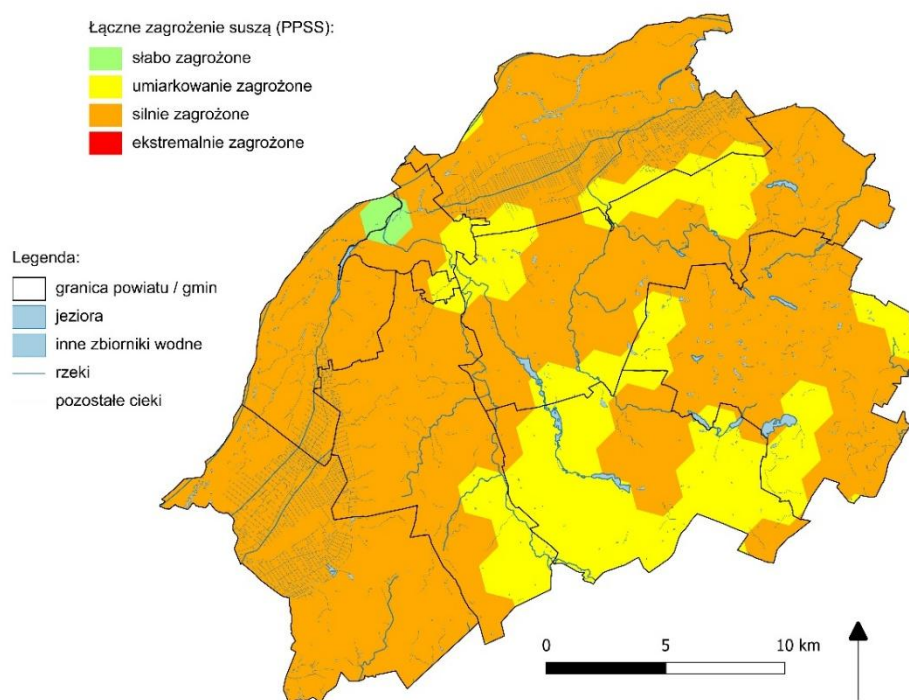 Łączne zagrożenie suszą (PPSS):
słabo zagrożone
umiarkowanie zagrożone
silnie zagrożone
ekstremalnie zagrożone
Legenda:
granica powiatu / gmin
jeziora
inne zbiorniki wodne
rzeki
pozostałe cieki
0 5 10 km